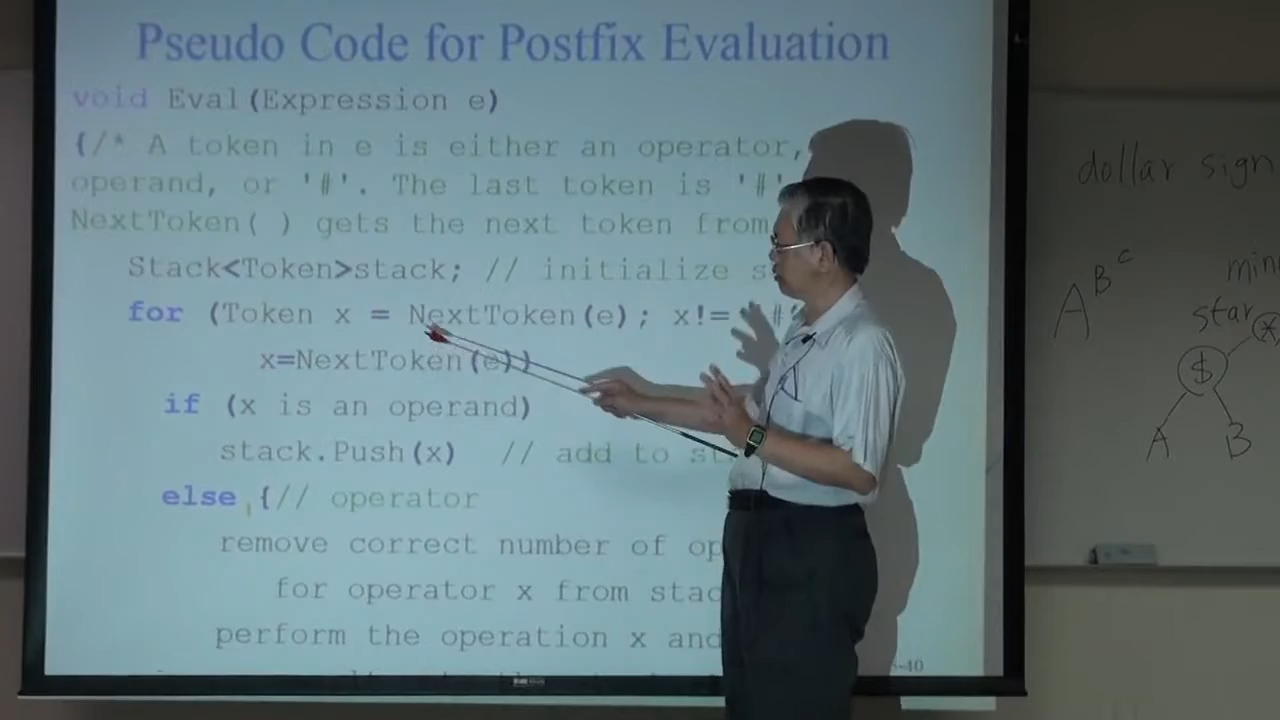 Pseudo Code for Postfix Evaluation
void Eval(Expression e)
{/* A token in e is either an operator,
operand, or '#'. The last token is '#'
NextToken( ) gets the next token from
Stack<Token>stack; // initialize s
for (Token x = NextToken(e); x!= '#'
x=NextToken(e))
if (x is an operand)
stack.Push(x) // add to st
else {// operator
remove correct number of op
for operator x from stac
perform the operation x and
-40
dollar sign
A B C
min
star *
$
A B